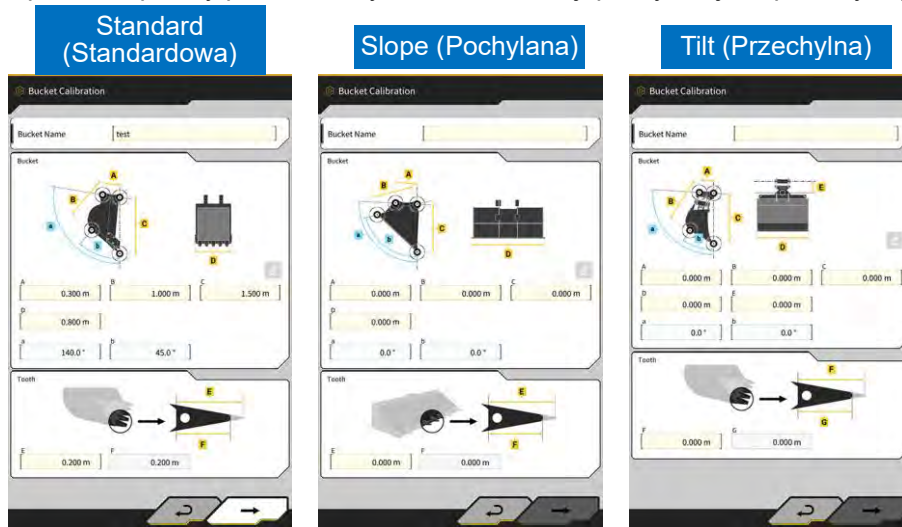 Standard
(Standardowa)
Bucket Calibration
Bucket Name
test
Bucket
A
B
C
a
b
D
A
0.300 m
B
1.000 m
C
1.500 m
D
0.800 m
a
140.0 °
b
45.0 °
Tooth
E
F
E
0.200 m
F
0.200 m
Slope (Pochylana)
Bucket Calibration
Bucket Name
Bucket
A
B
C
a
b
D
A
0.000 m
B
0.000 m
C
0.000 m
D
0.000 m
a
0.0 °
b
0.0 °
Tooth
E
F
E
0.000 m
F
0.000 m
Tilt (Przechylna)
Bucket Calibration
Bucket Name
Bucket
A
E
B
C
a
b
D
A
0.000 m
B
0.000 m
C
0.000 m
D
0.000 m
E
0.000 m
a
0.0 °
b
0.0 °
Tooth
F
G
F
0.000 m
G
0.000 m